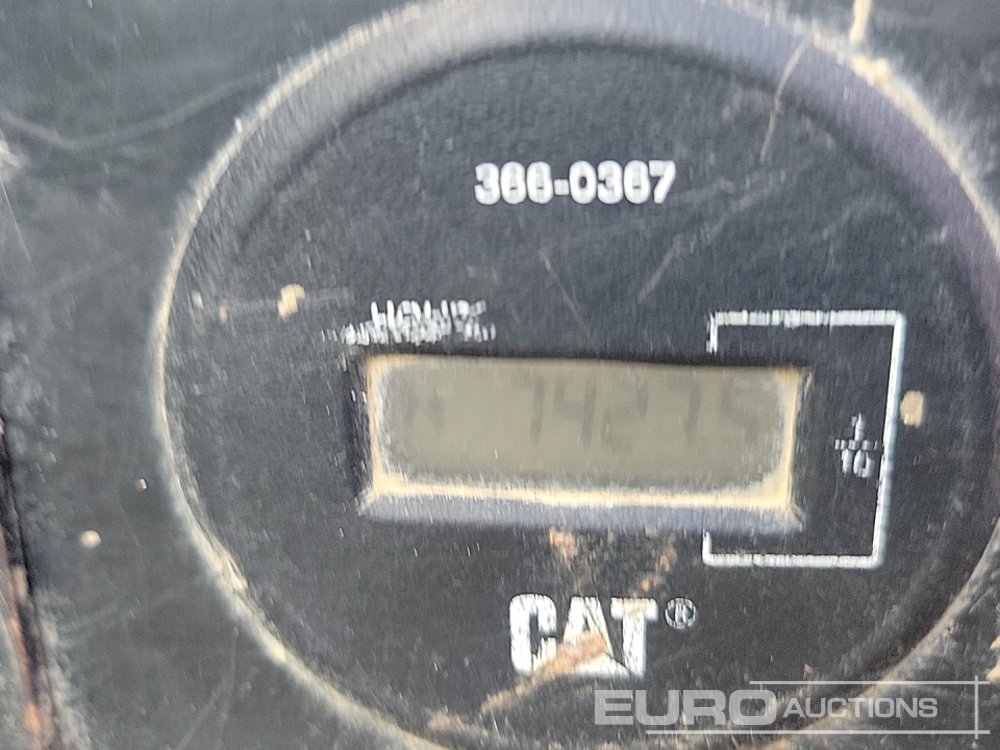 366-0367
HOURS
74275
1/10
CAT®
EURO AUCTIONS